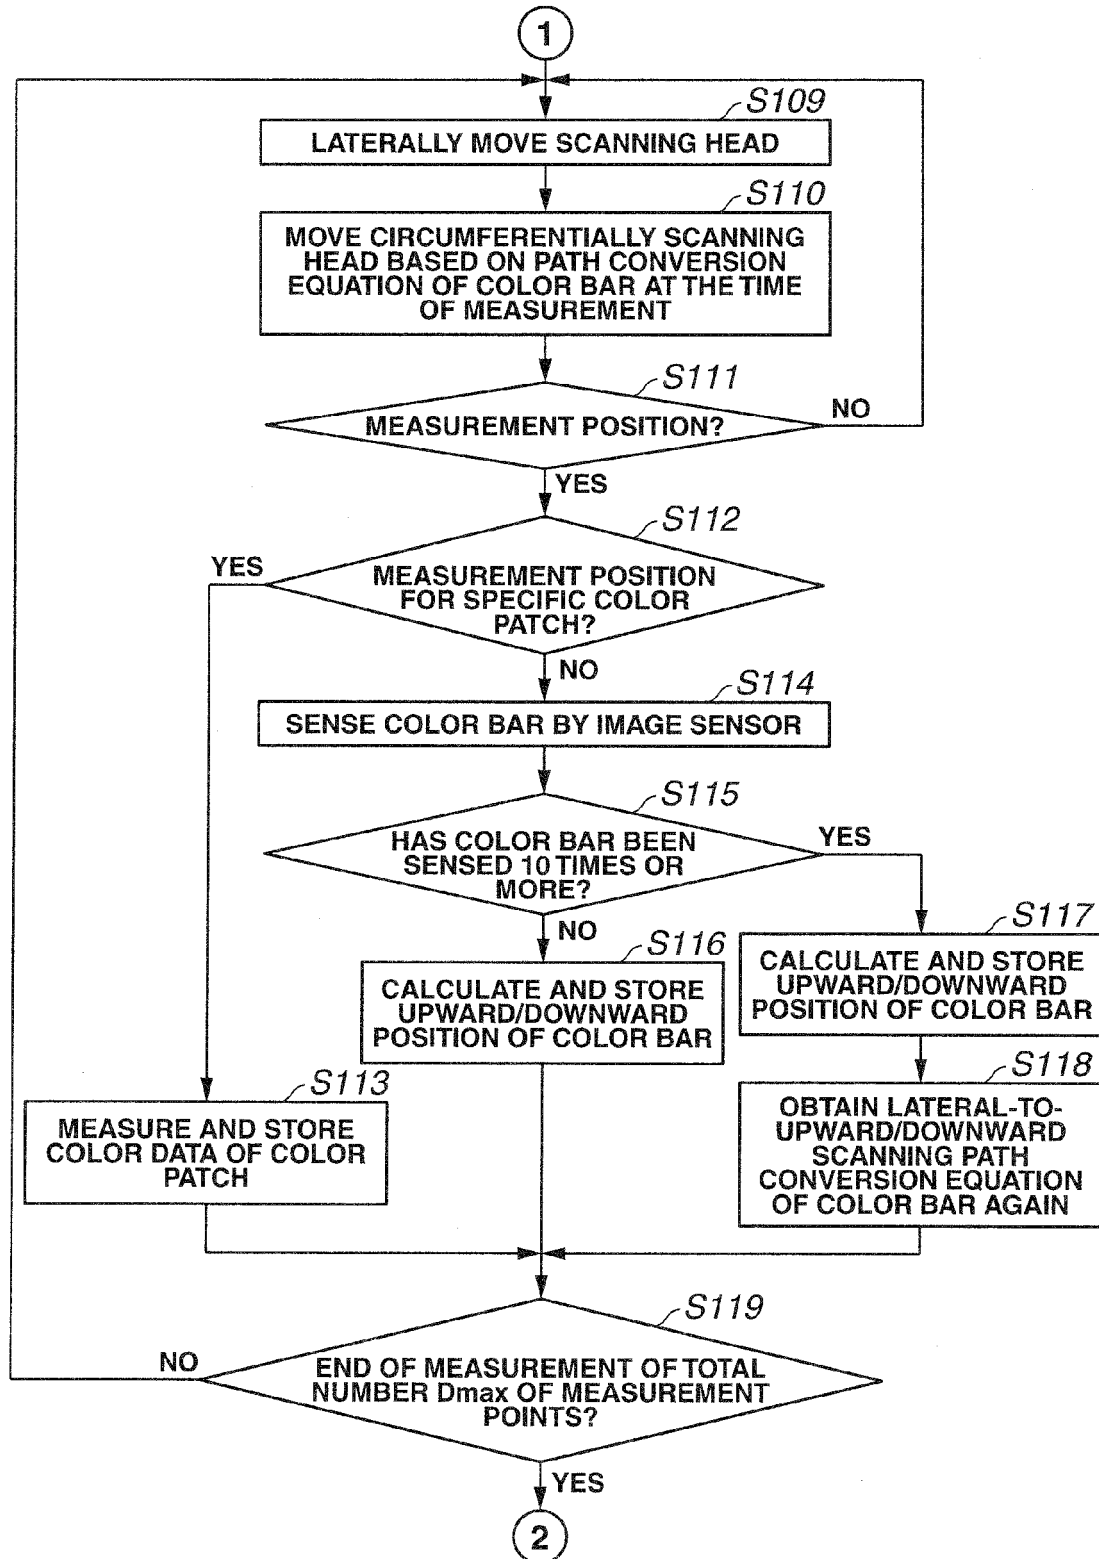 1
S109
LATERALLY MOVE SCANNING HEAD
S110
MOVE CIRCUMFERENTIALLY SCANNING
HEAD BASED ON PATH CONVERSION
EQUATION OF COLOR BAR AT THE TIME
OF MEASUREMENT
S111
MEASUREMENT POSITION?
NO
YES
S112
YES
MEASUREMENT POSITION
FOR SPECIFIC COLOR
PATCH?
NO
S114
SENSE COLOR BAR BY IMAGE SENSOR
S115
HAS COLOR BAR BEEN
SENSED 10 TIMES OR
MORE?
YES
NO
S116
CALCULATE AND STORE
UPWARD/DOWNWARD
POSITION OF COLOR BAR
S117
CALCULATE AND STORE
UPWARD/DOWNWARD
POSITION OF COLOR BAR
S118
OBTAIN LATERAL-TO-
UPWARD/DOWNWARD
SCANNING PATH
CONVERSION EQUATION
OF COLOR BAR AGAIN
S113
MEASURE AND STORE
COLOR DATA OF COLOR
PATCH
S119
NO
END OF MEASUREMENT OF TOTAL
NUMBER Dmax OF MEASUREMENT
POINTS?
YES
2